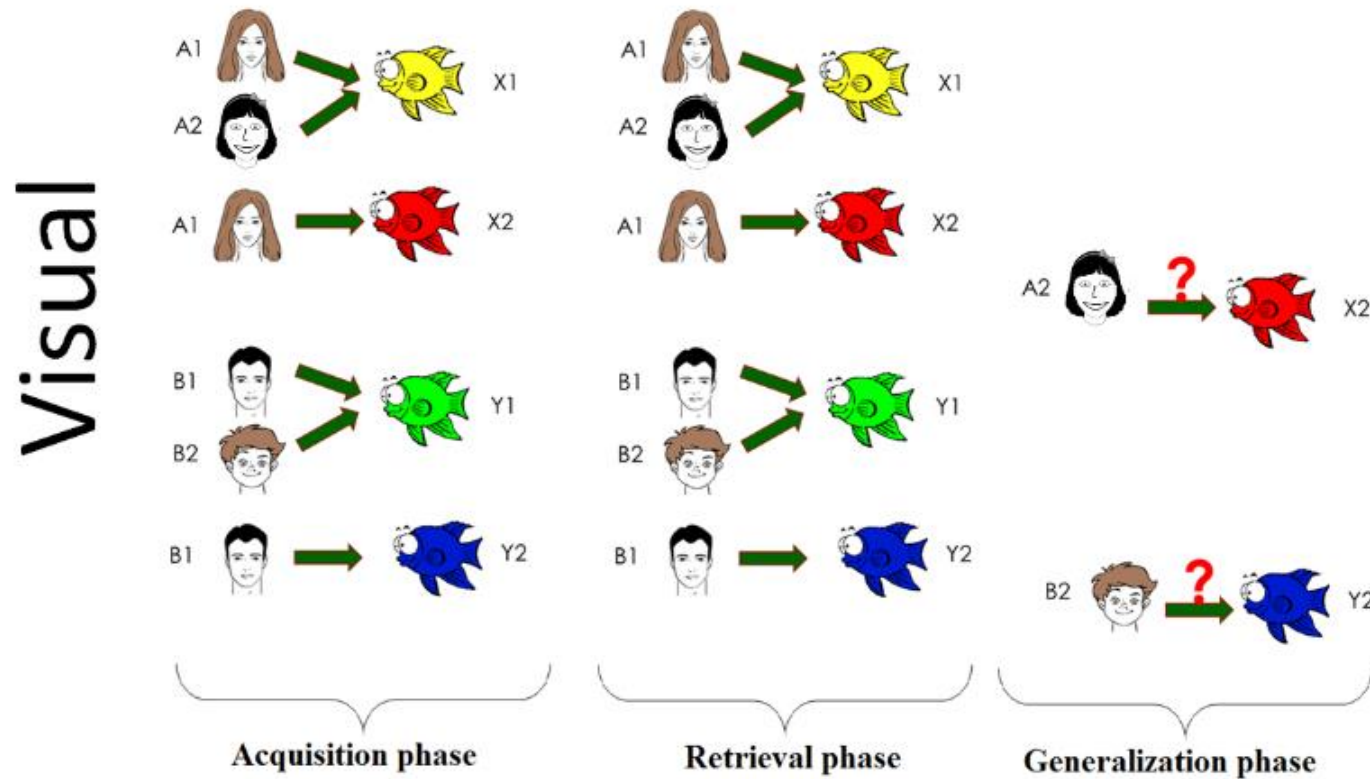 Visual
A1
X1
A2
A1
X2
B1
Y1
B2
B1
Y2
Acquisition phase
A1
X1
A2
A1
X2
B1
Y1
B2
B1
Y2
Retrieval phase
A2
?
X2
B2
?
Y2
Generalization phase